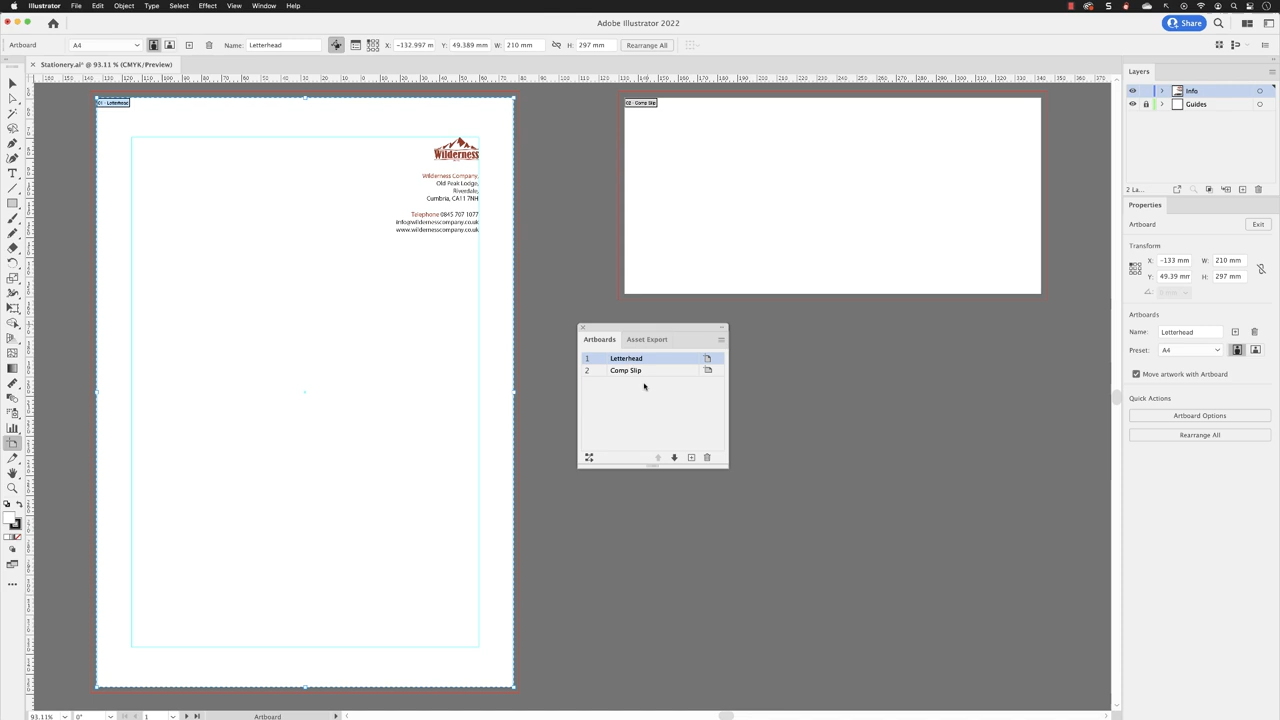 Illustrator File Edit Object Type Select Effect View Window Help
Adobe Illustrator 2022
Share
Artboard A4 Name: Letterhead X: -132.997 m Y: 49.389 mm W: 210 mm H: 297 mm Rearrange All
Stationery.ai* @ 93.11 % (CMYK/Preview)
01 - Letterhead
02 - Comp Slip
Wilderness
Wilderness Company,
Old Peak Lodge,
Riverdale,
Cumbria, CA11 7NH
Telephone 0845 707 1077
info@wildernesscompany.co.uk
www.wildernesscompany.co.uk
Artboards Asset Export
1 Letterhead
2 Comp Slip
Layers
Info
Guides
2 La...
Properties
Artboard Exit
Transform
X: -133 mm W: 210 mm
Y: 49.39 mm H: 297 mm
Artboards
Name: Letterhead
Preset: A4
Move artwork with Artboard
Quick Actions
Artboard Options
Rearrange All
93.11% 0° 1 Artboard